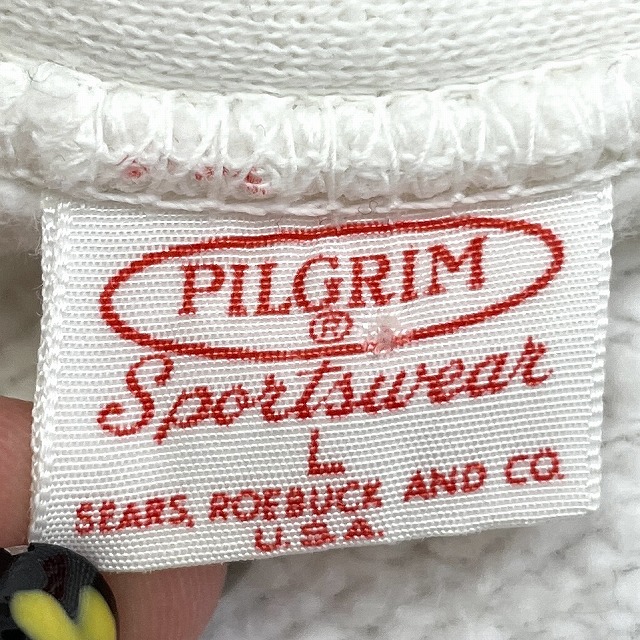 PILGRIM
®
Sportswear
L
SEARS, ROEBUCK AND CO.
U.S.A.